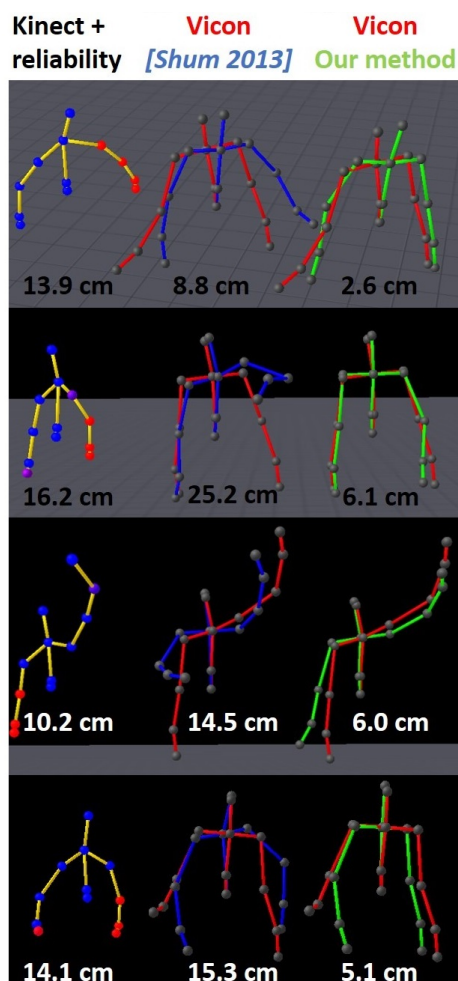 Kinect + Vicon Vicon
reliability [Shum 2013] Our method
13.9 cm 8.8 cm 2.6 cm
16.2 cm 25.2 cm 6.1 cm
10.2 cm 14.5 cm 6.0 cm
14.1 cm 15.3 cm 5.1 cm